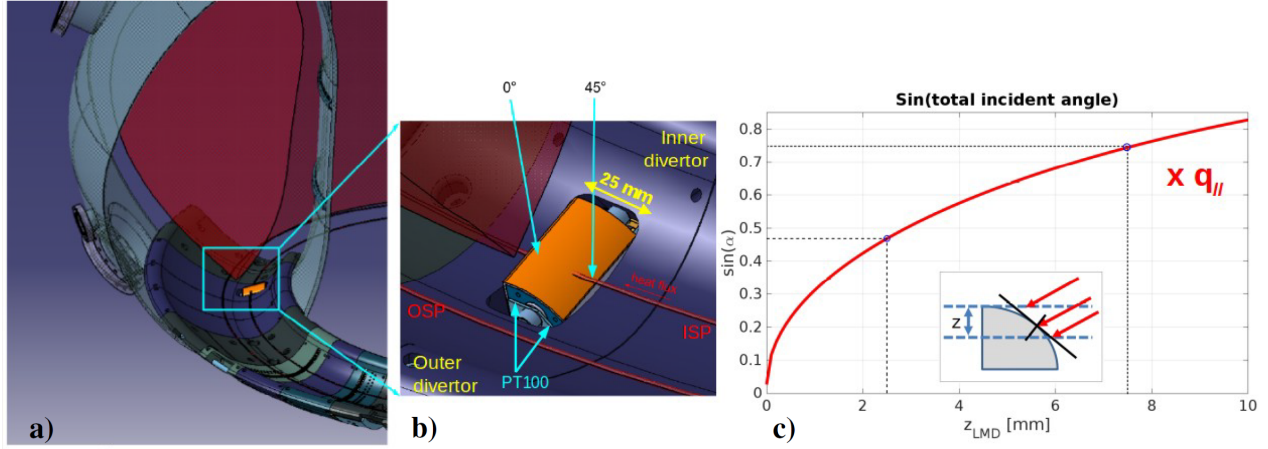 a)
0°
45°
Inner
divertor
25 mm
heat flux
OSP
ISP
Outer
divertor
PT100
b)
Sin(total incident angle)
0.8
0.7
0.6
0.5
0.4
0.3
0.2
0.1
0
sin(α)
x q//
z
0
2
4
6
8
10
zLMD [mm]
c)